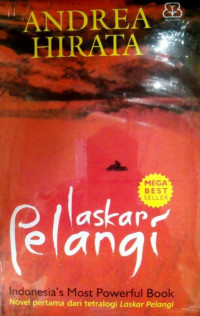 ANDREA
HIRATA
MEGA
BEST
SELLER
laskar
Pelangi
Indonesia's Most Powerful Book
Novel pertama dari tetralogi Laskar Pelangi